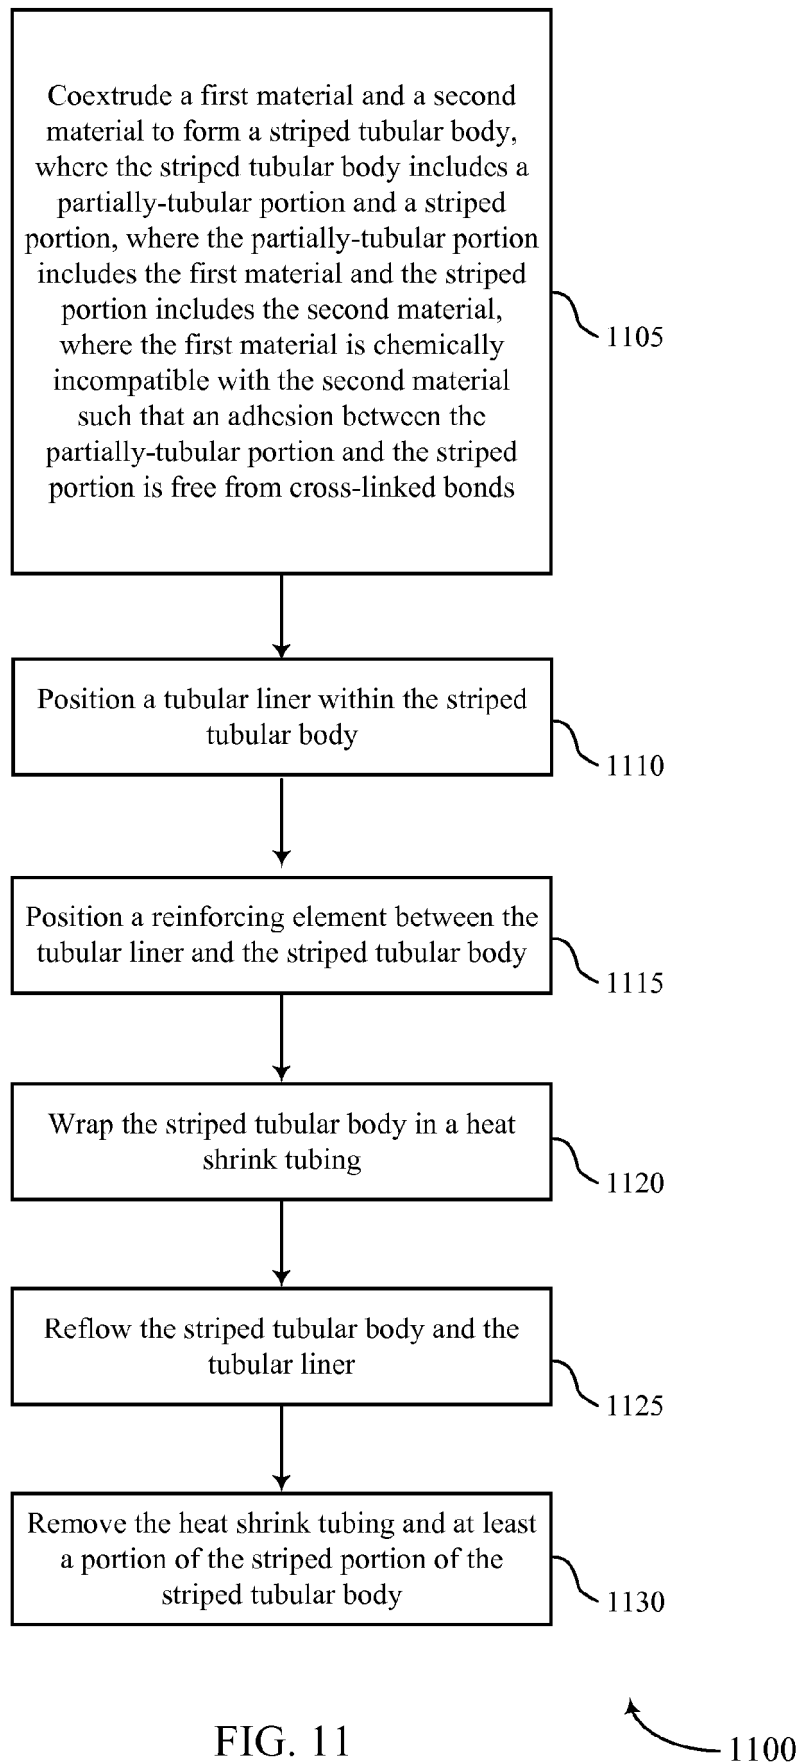 Coextrude a first material and a second
material to form a striped tubular body,
where the striped tubular body includes a
partially-tubular portion and a striped
portion, where the partially-tubular portion
includes the first material and the striped
portion includes the second material,
where the first material is chemically
incompatible with the second material
such that an adhesion between the
partially-tubular portion and the striped
portion is free from cross-linked bonds
1105
Position a tubular liner within the striped
tubular body
1110
Position a reinforcing element between the
tubular liner and the striped tubular body
1115
Wrap the striped tubular body in a heat
shrink tubing
1120
Reflow the striped tubular body and the
tubular liner
1125
Remove the heat shrink tubing and at least
a portion of the striped portion of the
striped tubular body
1130
FIG. 11
1100